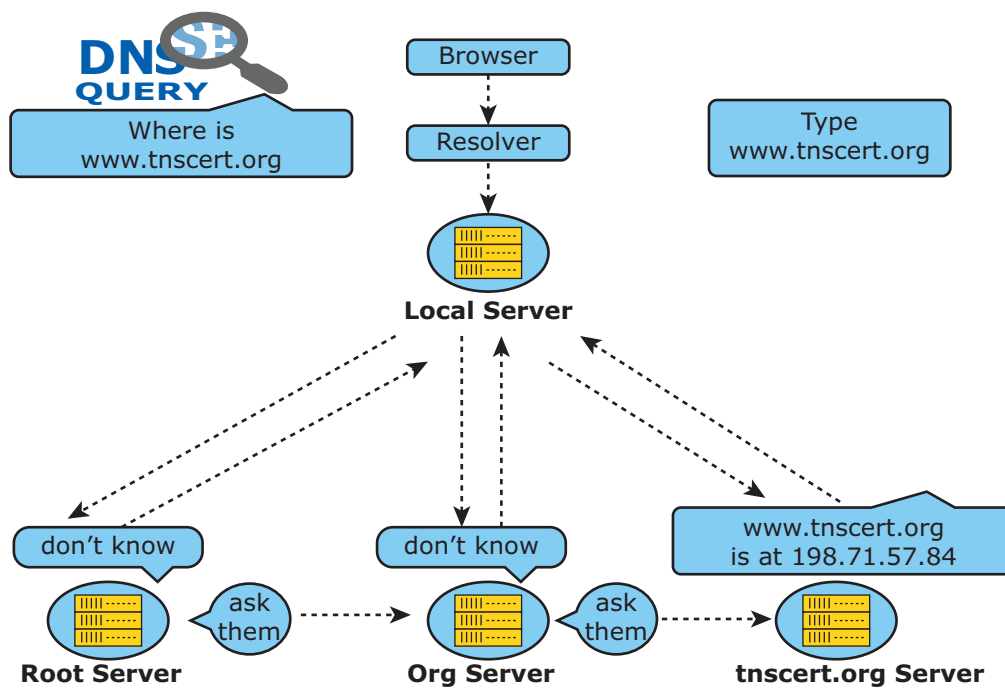 DNS
SE
QUERY
Where is
www.tnscert.org
Browser
Resolver
Type
www.tnscert.org
Local Server
don't know
don't know
www.tnscert.org
is at 198.71.57.84
ask
them
ask
them
Root Server
Org Server
tnscert.org Server